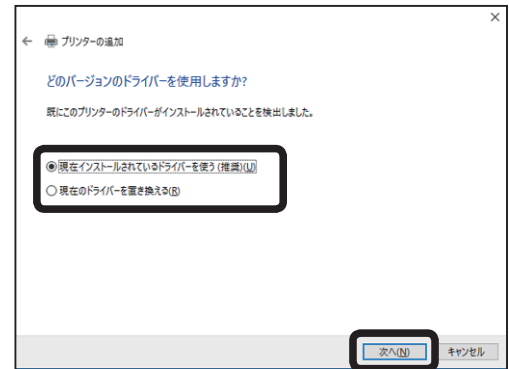 プリンターの追加
どのバージョンのドライバーを使用しますか?
既にこのプリンターのドライバーがインストールされていることを検出しました。
現在インストールされているドライバーを使う(推奨)(U)
現在のドライバーを置き換える(R)
次へ(N) キャンセル